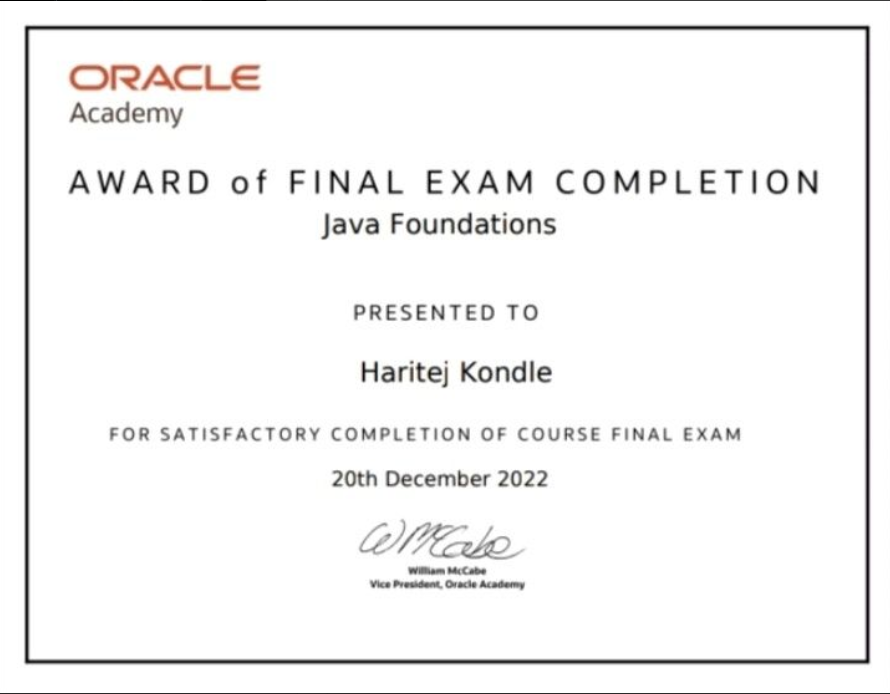 ORACLE
Academy
AWARD of FINAL EXAM COMPLETION
Java Foundations
PRESENTED TO
Haritej Kondle
FOR SATISFACTORY COMPLETION OF COURSE FINAL EXAM
20th December 2022
WMcCabe
William McCabe
Vice President, Oracle Academy